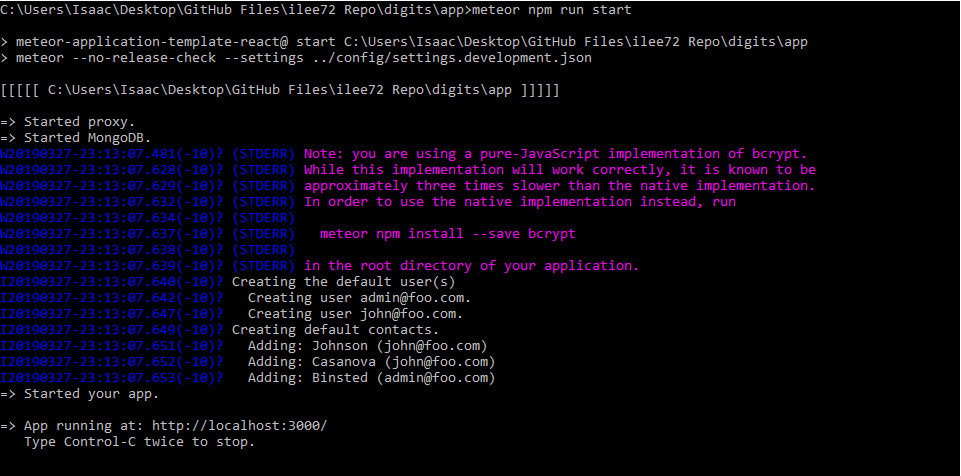 C:\Users\Isaac\Desktop\GitHub Files\ilee72 Repo\digits\app>meteor npm run start
> meteor-application-template-react@ start C:\Users\Isaac\Desktop\GitHub Files\ilee72 Repo\digits\app
> meteor --no-release-check --settings ../config/settings.development.json
[[[[[ C:\Users\Isaac\Desktop\GitHub Files\ilee72 Repo\digits\app ]]]]]
=> Started proxy.
=> Started MongoDB.
W20190327-23:13:07.481(-10)? (STDERR) Note: you are using a pure-JavaScript implementation of bcrypt.
W20190327-23:13:07.628(-10)? (STDERR) While this implementation will work correctly, it is known to be
W20190327-23:13:07.629(-10)? (STDERR) approximately three times slower than the native implementation.
W20190327-23:13:07.632(-10)? (STDERR) In order to use the native implementation instead, run
W20190327-23:13:07.634(-10)? (STDERR)
W20190327-23:13:07.637(-10)? (STDERR)   meteor npm install --save bcrypt
W20190327-23:13:07.638(-10)? (STDERR)
W20190327-23:13:07.639(-10)? (STDERR) in the root directory of your application.
I20190327-23:13:07.640(-10)? Creating the default user(s)
I20190327-23:13:07.642(-10)?   Creating user admin@foo.com.
I20190327-23:13:07.647(-10)?   Creating user john@foo.com.
I20190327-23:13:07.649(-10)? Creating default contacts.
I20190327-23:13:07.651(-10)?   Adding: Johnson (john@foo.com)
I20190327-23:13:07.652(-10)?   Adding: Casanova (john@foo.com)
I20190327-23:13:07.653(-10)?   Adding: Binsted (admin@foo.com)
=> Started your app.
=> App running at: http://localhost:3000/
   Type Control-C twice to stop.